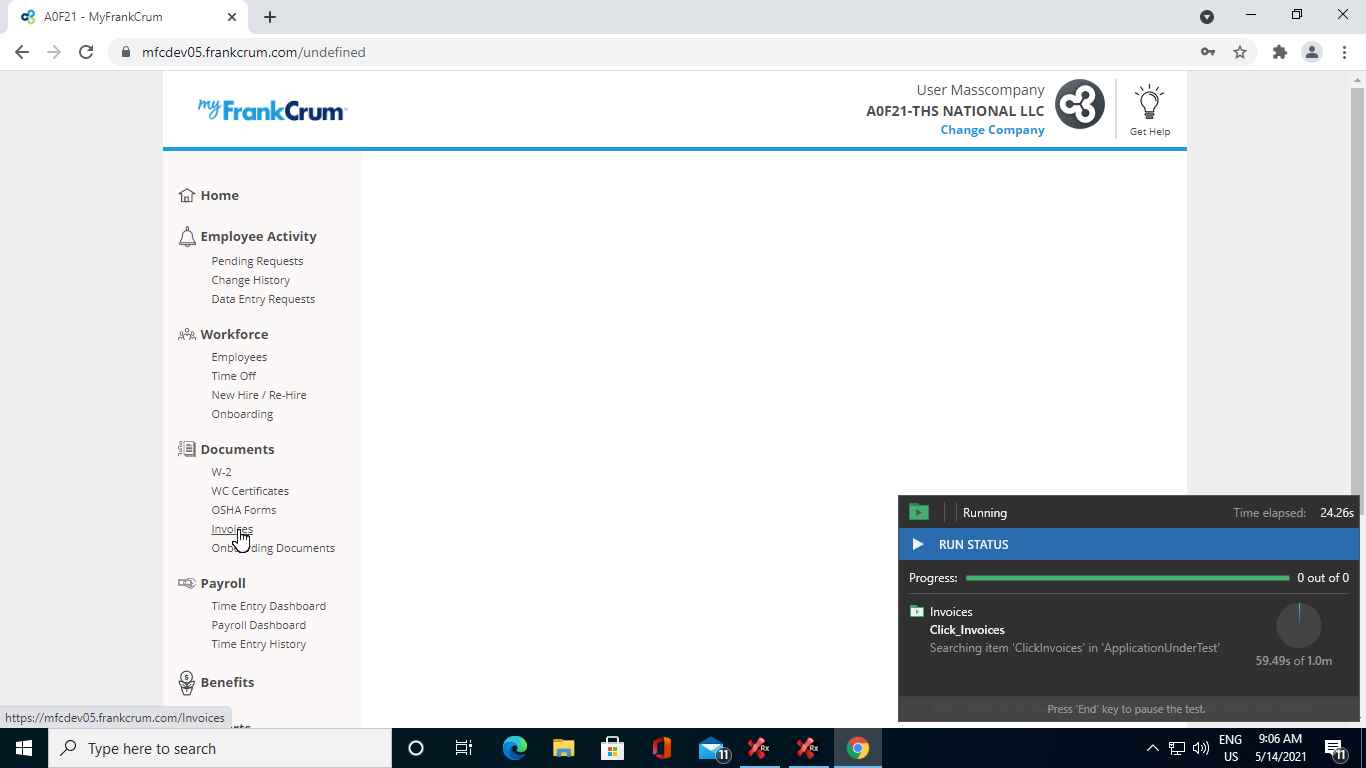 A0F21 - MyFrankCrum
mfcdev05.frankcrum.com/undefined
myFrankCrum
User Masscompany
A0F21-THS NATIONAL LLC
Change Company
Get Help
Home
Employee Activity
Pending Requests
Change History
Data Entry Requests
Workforce
Employees
Time Off
New Hire / Re-Hire
Onboarding
Documents
W-2
WC Certificates
OSHA Forms
Invoices
Onboarding Documents
Payroll
Time Entry Dashboard
Payroll Dashboard
Time Entry History
Benefits
Running
Time elapsed: 24.26s
RUN STATUS
Progress: 0 out of 0
Invoices
Click_Invoices
Searching item 'ClickInvoices' in 'ApplicationUnderTest'
59.49s of 1.0m
Press 'End' key to pause the test.
https://mfcdev05.frankcrum.com/Invoices
Type here to search
11
Rx
Rx
ENG
US
9:06 AM
5/14/2021
11